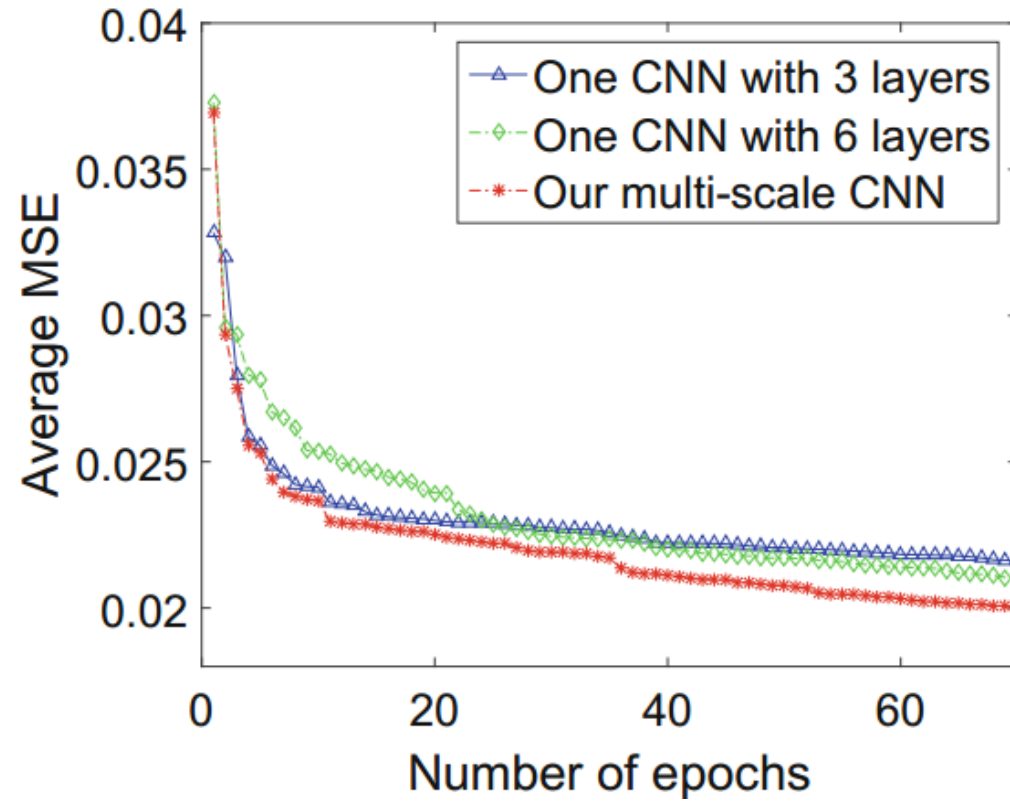 0.04
0.035
0.03
0.025
0.02
Average MSE
One CNN with 3 layers
One CNN with 6 layers
Our multi-scale CNN
0 20 40 60
Number of epochs